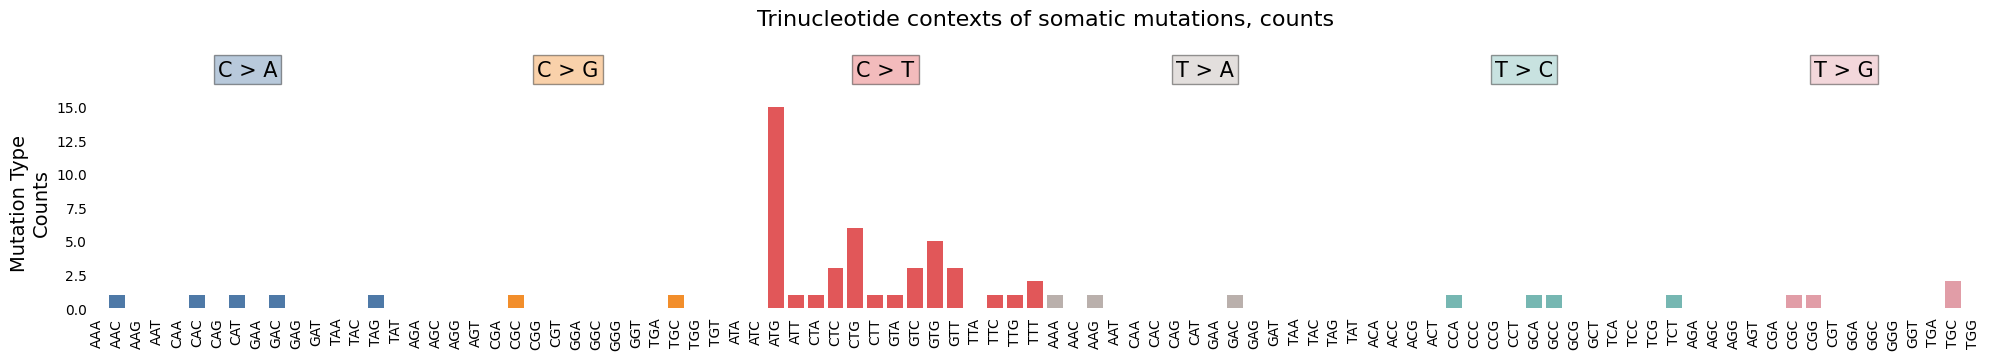 Trinucleotide contexts of somatic mutations, counts
C > A
C > G
C > T
T > A
T > C
T > G
Mutation Type
Counts
15.0
12.5
10.0
7.5
5.0
2.5
0.0
AAA AAC AAG AAT CAA CAC CAG CAT GAA GAC GAG GAT TAA TAC TAG TAT AGA AGC AGG AGT CGA CGC CGG CGT GGA GGC GGG GGT TGA TGC TGG TGT ATA ATC ATG ATT CTA CTC CTG CTT GTA GTC GTG GTT TTA TTC TTG TTT AAA AAC AAG AAT CAA CAC CAG CAT GAA GAC GAG GAT TAA TAC TAG TAT ACA ACC ACG ACT CCA CCC CCG CCT GCA GCC GCG GCT TCA TCC TCG TCT AGA AGC AGG AGT CGA CGC CGG CGT GGA GGC GGG GGT TGA TGC TGG